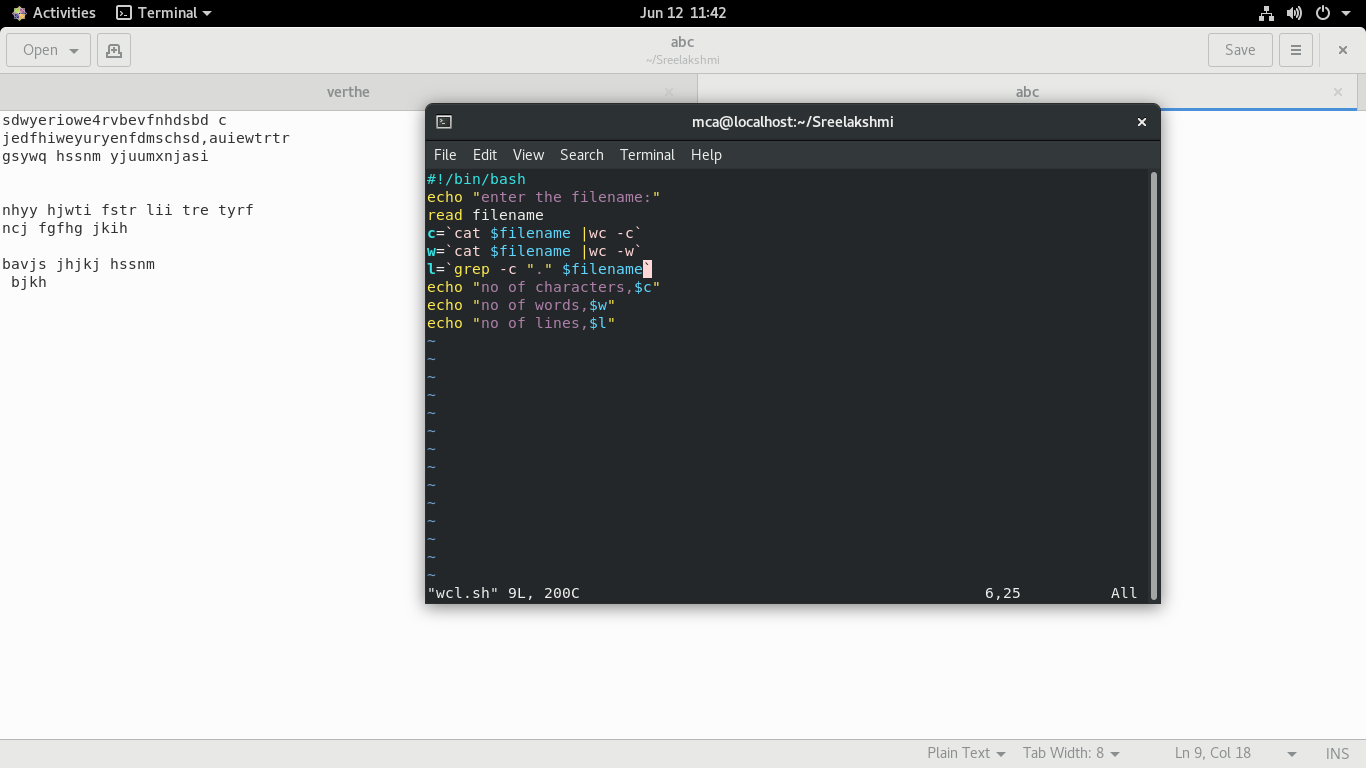 Activities Terminal Jun 12 11:42
Open abc Save
~/Sreelakshmi
verthe abc
sdwyeriowe4rvbevfnhdsbd c
jedfhiweyuryenfdmschsd,auiewtrtr
gsywq hssnm yjuumxnjasi
nhyy hjwti fstr lii tre tyrf
ncj fgfhg jkih
bavjs jhjkj hssnm
bjkh
mca@localhost:~/Sreelakshmi
File Edit View Search Terminal Help
#!/bin/bash
echo "enter the filename:"
read filename
c=`cat $filename |wc -c`
w=`cat $filename |wc -w`
l=`grep -c "." $filename`
echo "no of characters,$c"
echo "no of words,$w"
echo "no of lines,$l"
~
~
~
~
~
~
~
~
~
~
~
~
~
~
"wcl.sh" 9L, 200C 6,25 All
Plain Text Tab Width: 8 Ln 9, Col 18 INS